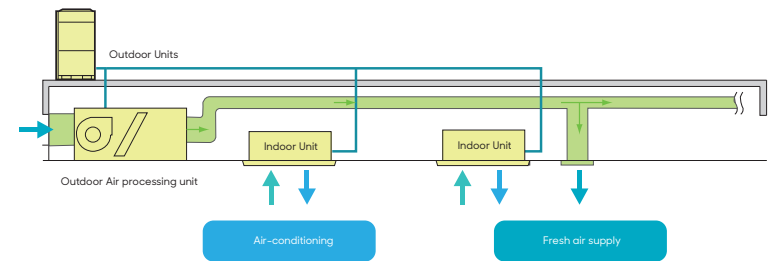 Outdoor Units
Indoor Unit
Indoor Unit
Outdoor Air processing unit
Air-conditioning
Fresh air supply